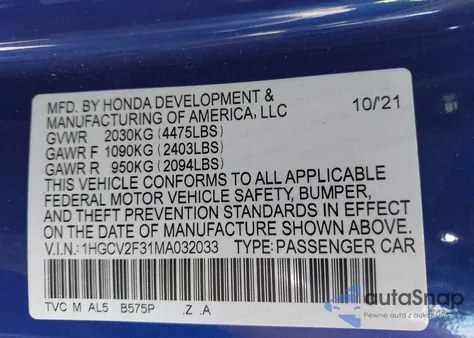 MFD. BY HONDA DEVELOPMENT & 10/21
MANUFACTURING OF AMERICA, LLC
GVWR 2030KG (4475LBS)
GAWR F 1090KG (2403LBS)
GAWR R 950KG (2094LBS)
THIS VEHICLE CONFORMS TO ALL APPLICABLE
FEDERAL MOTOR VEHICLE SAFETY, BUMPER,
AND THEFT PREVENTION STANDARDS IN EFFECT
ON THE DATE OF MANUFACTURE SHOWN ABOVE.
V.I.N.: 1HGCV2F31MA032033 TYPE: PASSENGER CAR
TVC M AL5 B575P .Z .A
autoSnap
Pewne auta z